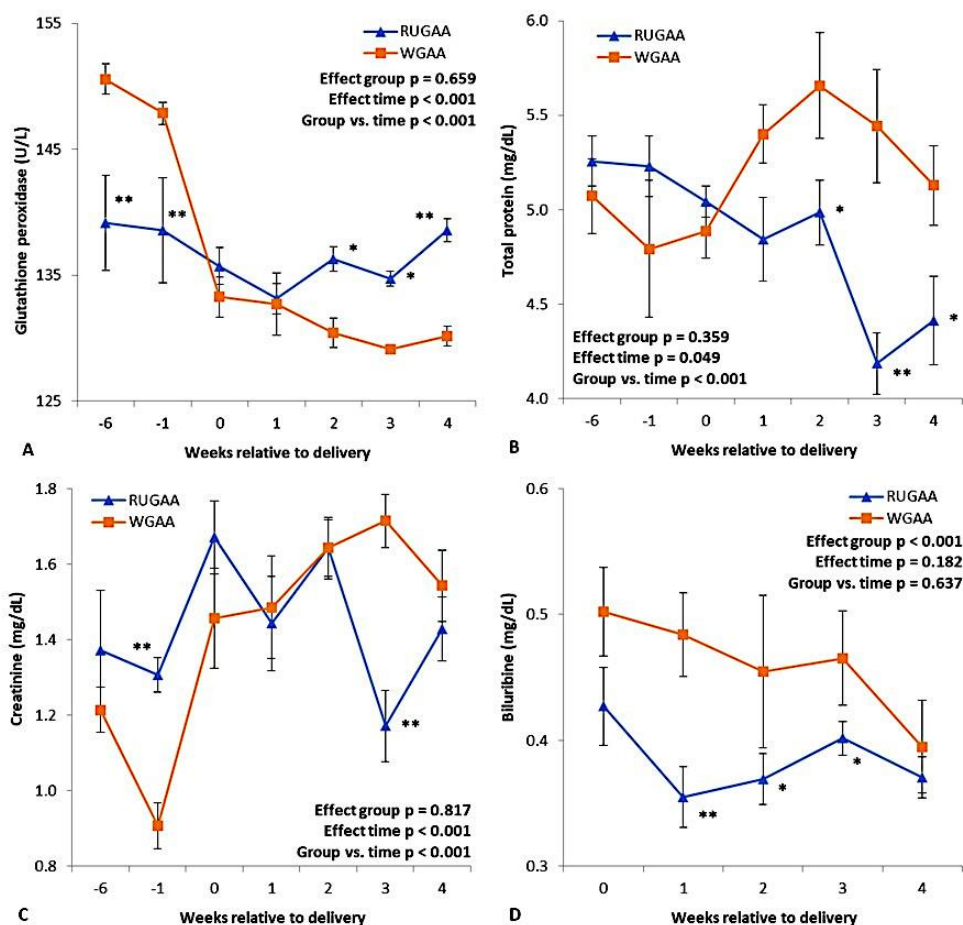 155
145
135
125
Glutathione peroxidase (U/L)
RUGAA
WGAA
Effect group p = 0.659
Effect time p < 0.001
Group vs. time p < 0.001
**
**
*
*
**
-6 -1 0 1 2 3 4
Weeks relative to delivery
A
6.0
5.5
5.0
4.5
4.0
Total protein (mg/dL)
RUGAA
WGAA
*
**
*
Effect group p = 0.359
Effect time p = 0.049
Group vs. time p < 0.001
-6 -1 0 1 2 3 4
Weeks relative to delivery
B
1.8
1.6
1.4
1.2
1.0
0.8
Creatinine (mg/dL)
RUGAA
WGAA
**
**
Effect group p = 0.817
Effect time p < 0.001
Group vs. time p < 0.001
-6 -1 0 1 2 3 4
Weeks relative to delivery
C
0.6
0.5
0.4
0.3
Biluribine (mg/dL)
RUGAA
WGAA
Effect group p < 0.001
Effect time p = 0.182
Group vs. time p = 0.637
**
*
*
0 1 2 3 4
Weeks relative to delivery
D